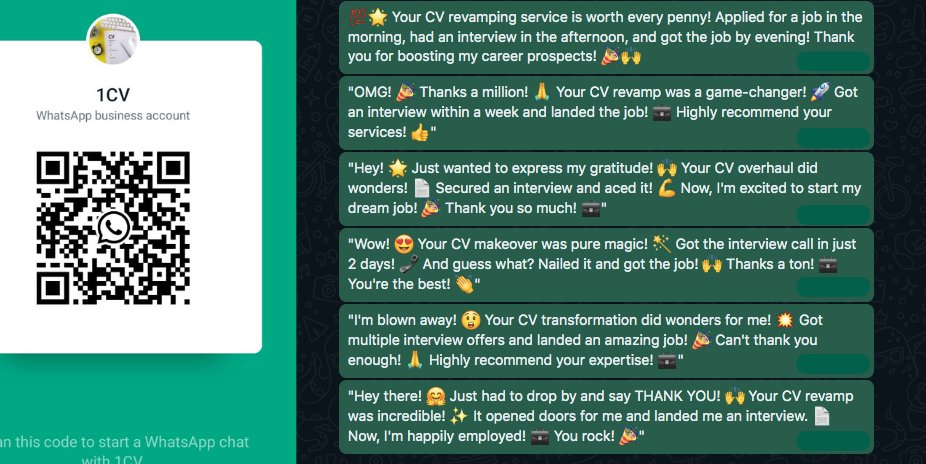 CV
1CV
WhatsApp business account
an this code to start a WhatsApp chat
with 1CV
💯🌟 Your CV revamping service is worth every penny! Applied for a job in the
morning, had an interview in the afternoon, and got the job by evening! Thank
you for boosting my career prospects! 🎉🙌
"OMG! 🎉 Thanks a million! 🙏 Your CV revamp was a game-changer! 🚀 Got
an interview within a week and landed the job! 💼 Highly recommend your
services! 👍"
"Hey! 🌟 Just wanted to express my gratitude! 🙌 Your CV overhaul did
wonders! 📄 Secured an interview and aced it! 💪 Now, I'm excited to start my
dream job! 🎉 Thank you so much! 💼"
"Wow! 😍 Your CV makeover was pure magic! 🪄 Got the interview call in just
2 days! 📞 And guess what? Nailed it and got the job! 🙌 Thanks a ton! 💼
You're the best! 👏"
"I'm blown away! 😲 Your CV transformation did wonders for me! 💥 Got
multiple interview offers and landed an amazing job! 🎉 Can't thank you
enough! 🙏 Highly recommend your expertise! 💼"
"Hey there! 🤗 Just had to drop by and say THANK YOU! 🙌 Your CV revamp
was incredible! ✨ It opened doors for me and landed me an interview. 📄
Now, I'm happily employed! 💼 You rock! 🎉"